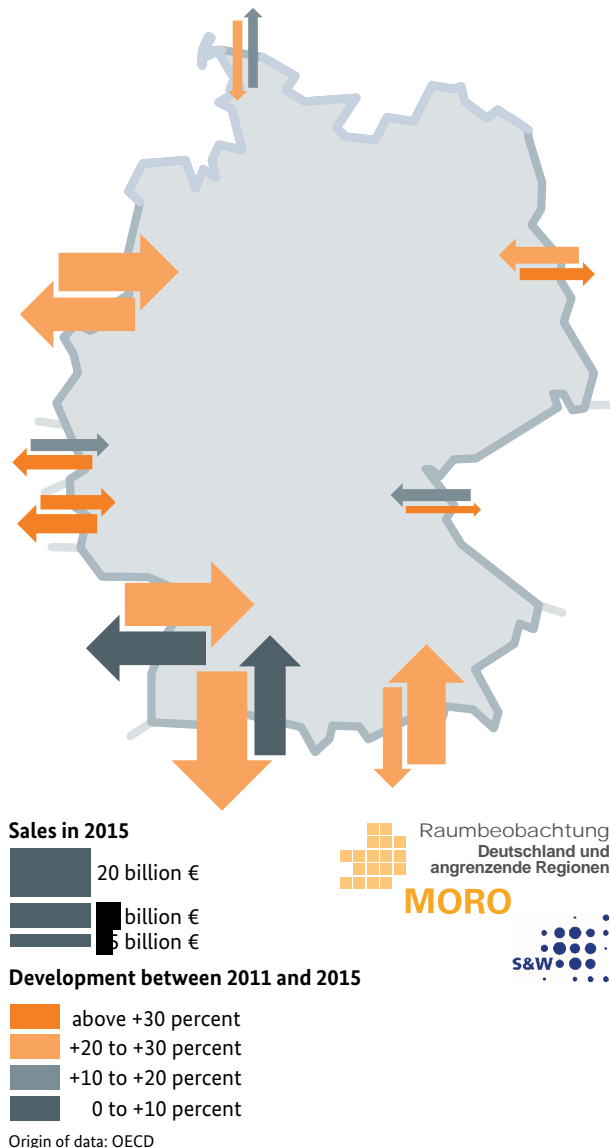 Sales in 2015
20 billion €
billion €
5 billion €
Development between 2011 and 2015
above +30 percent
+20 to +30 percent
+10 to +20 percent
0 to +10 percent
Origin of data: OECD
Raumbeobachtung
Deutschland und
angrenzende Regionen
MORO
S&W